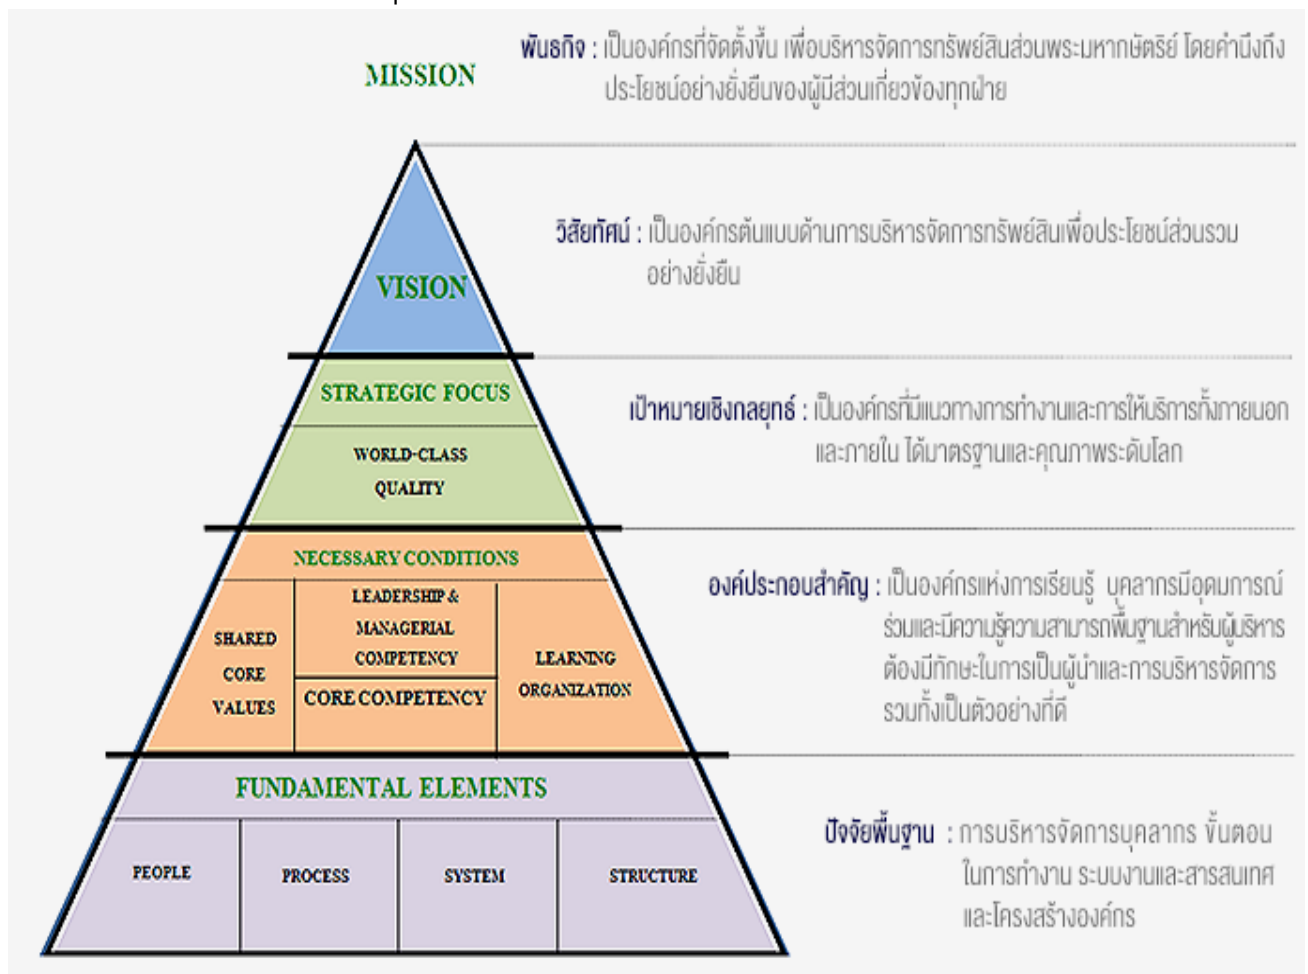 MISSION
พันธกิจ : เป็นองค์กรที่จัดตั้งขึ้น เพื่อบริหารจัดการทรัพย์สินส่วนพระมหากษัตริย์ โดยคำนึงถึง
ประโยชน์อย่างยั่งยืนของผู้มีส่วนเกี่ยวข้องทุกฝ่าย
VISION
วิสัยทัศน์ : เป็นองค์กรต้นแบบด้านการบริหารจัดการทรัพย์สินเพื่อประโยชน์ส่วนรวม
อย่างยั่งยืน
STRATEGIC FOCUS
WORLD-CLASS
QUALITY
เป้าหมายเชิงกลยุทธ์ : เป็นองค์กรที่มีแนวทางการทำงานและการให้บริการทั้งภายนอก
และภายใน ได้มาตรฐานและคุณภาพระดับโลก
NECESSARY CONDITIONS
SHARED
CORE
VALUES
LEADERSHIP &
MANAGERIAL
COMPETENCY
CORE COMPETENCY
LEARNING
ORGANIZATION
องค์ประกอบสำคัญ : เป็นองค์กรแห่งการเรียนรู้ บุคลากรมีอุดมการณ์
ร่วมและมีความรู้ความสามารถพื้นฐานสำหรับผู้บริหาร
ต้องมีทักษะในการเป็นผู้นำและการบริหารจัดการ
รวมทั้งเป็นตัวอย่างที่ดี
FUNDAMENTAL ELEMENTS
PEOPLE
PROCESS
SYSTEM
STRUCTURE
ปัจจัยพื้นฐาน : การบริหารจัดการบุคลากร ขั้นตอน
ในการทำงาน ระบบงานและสารสนเทศ
และโครงสร้างองค์กร